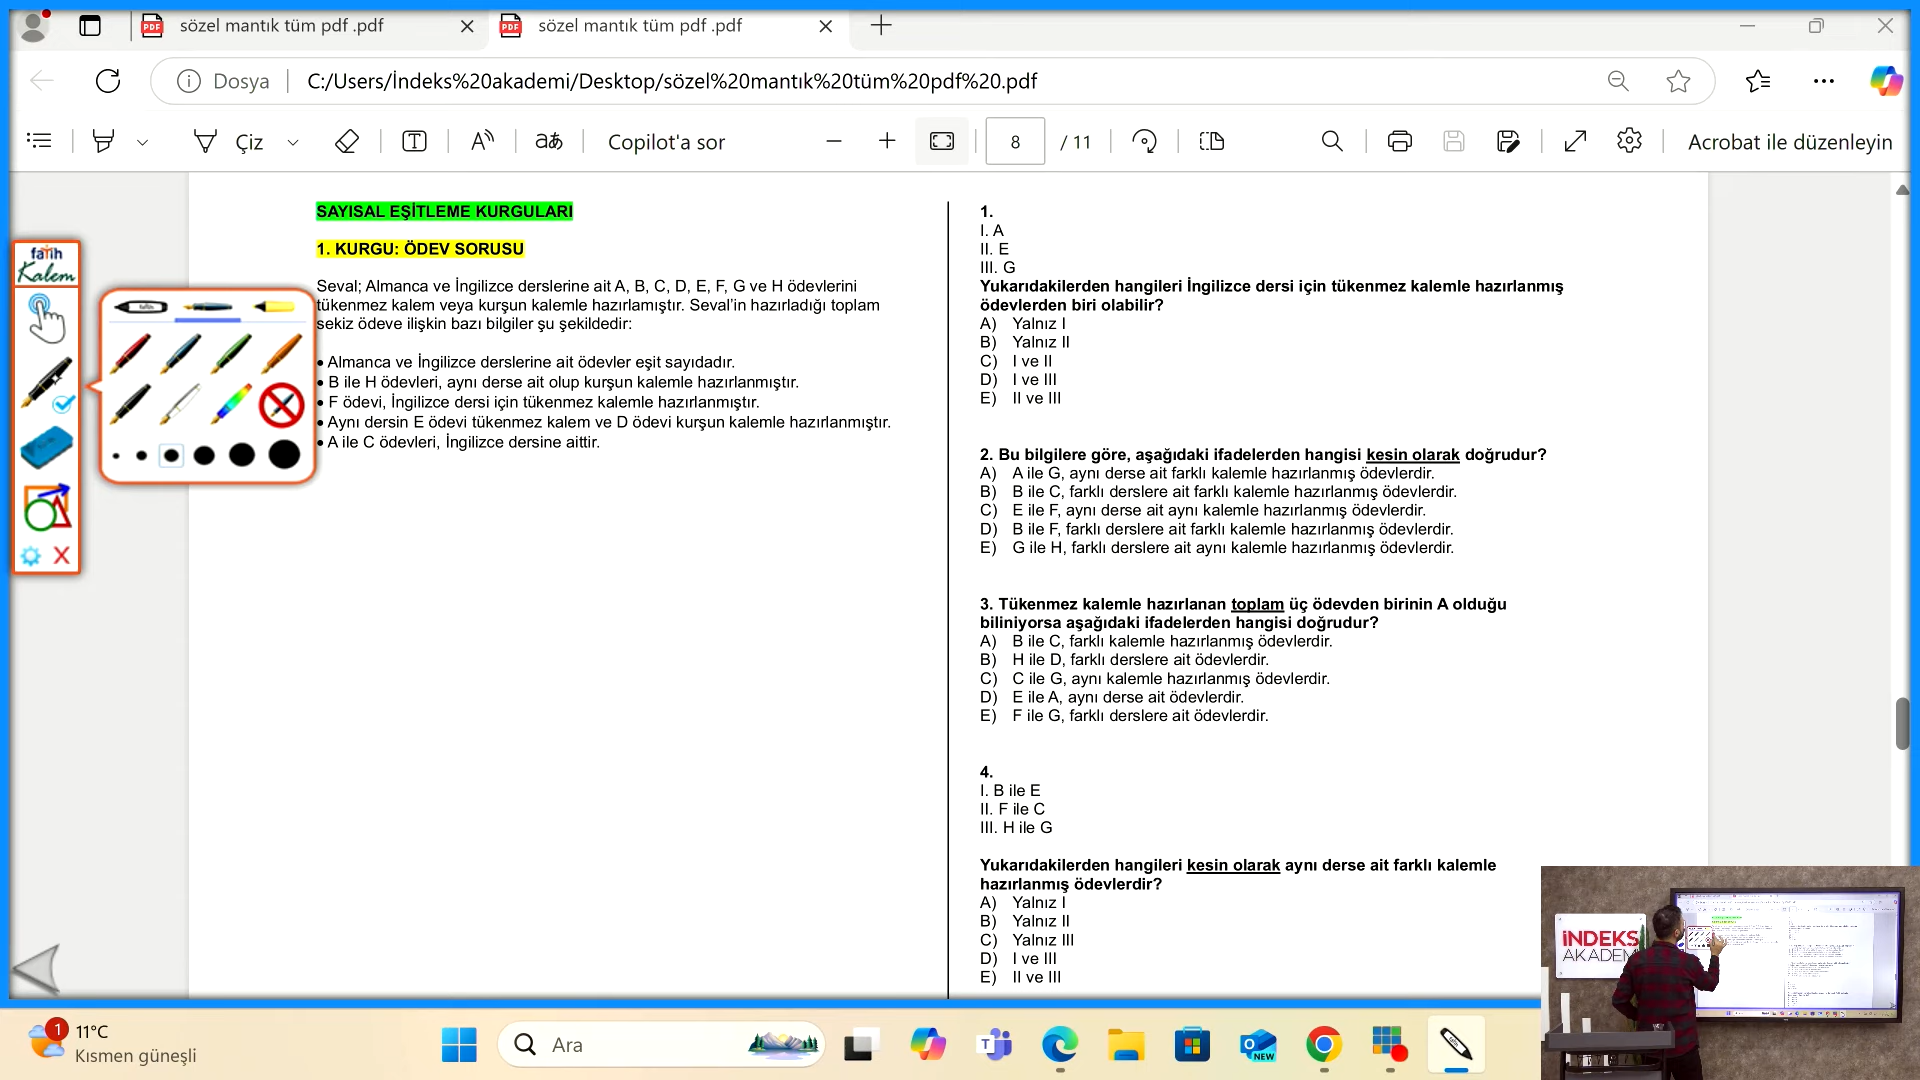 sözel mantık tüm pdf .pdf
sözel mantık tüm pdf .pdf
Dosya
C:/Users/İndeks%20akademi/Desktop/sözel%20mantık%20tüm%20pdf%20.pdf
Çiz
Copilot'a sor
8 / 11
Acrobat ile düzenleyin
fatih
Kalem
SAYISAL EŞİTLEME KURGULARI
1. KURGU: ÖDEV SORUSU
Seval; Almanca ve İngilizce derslerine ait A, B, C, D, E, F, G ve H ödevlerini
tükenmez kalem veya kurşun kalemle hazırlamıştır. Seval'in hazırladığı toplam
sekiz ödeve ilişkin bazı bilgiler şu şekildedir:
• Almanca ve İngilizce derslerine ait ödevler eşit sayıdadır.
• B ile H ödevleri, aynı derse ait olup kurşun kalemle hazırlanmıştır.
• F ödevi, İngilizce dersi için tükenmez kalemle hazırlanmıştır.
• Aynı dersin E ödevi tükenmez kalem ve D ödevi kurşun kalemle hazırlanmıştır.
• A ile C ödevleri, İngilizce dersine aittir.
1.
I. A
II. E
III. G
Yukarıdakilerden hangileri İngilizce dersi için tükenmez kalemle hazırlanmış
ödevlerden biri olabilir?
A) Yalnız I
B) Yalnız II
C) I ve II
D) I ve III
E) II ve III
2. Bu bilgilere göre, aşağıdaki ifadelerden hangisi kesin olarak doğrudur?
A) A ile G, aynı derse ait farklı kalemle hazırlanmış ödevlerdir.
B) B ile C, farklı derslere ait farklı kalemle hazırlanmış ödevlerdir.
C) E ile F, aynı derse ait aynı kalemle hazırlanmış ödevlerdir.
D) B ile F, farklı derslere ait farklı kalemle hazırlanmış ödevlerdir.
E) G ile H, farklı derslere ait aynı kalemle hazırlanmış ödevlerdir.
3. Tükenmez kalemle hazırlanan toplam üç ödevden birinin A olduğu
biliniyorsa aşağıdaki ifadelerden hangisi doğrudur?
A) B ile C, farklı kalemle hazırlanmış ödevlerdir.
B) H ile D, farklı derslere ait ödevlerdir.
C) C ile G, aynı kalemle hazırlanmış ödevlerdir.
D) E ile A, aynı derse ait ödevlerdir.
E) F ile G, farklı derslere ait ödevlerdir.
4.
I. B ile E
II. F ile C
III. H ile G
Yukarıdakilerden hangileri kesin olarak aynı derse ait farklı kalemle
hazırlanmış ödevlerdir?
A) Yalnız I
B) Yalnız II
C) Yalnız III
D) I ve III
E) II ve III
İNDEKS
AKADEM
1
11°C
Kısmen güneşli
Ara
NEW